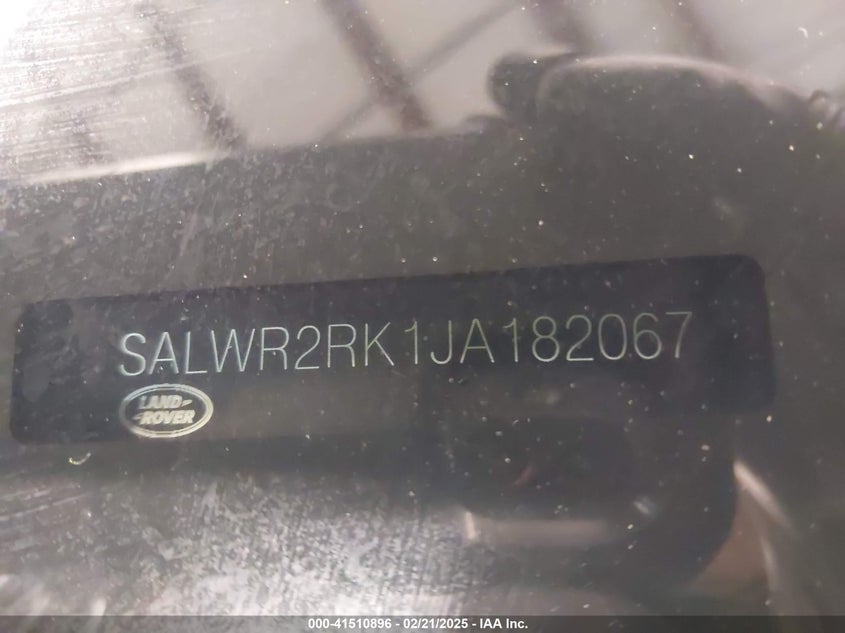 SALWR2RK1JA182067
LAND-
-ROVER
000-41510896 - 02/21/2025 - IAA Inc.